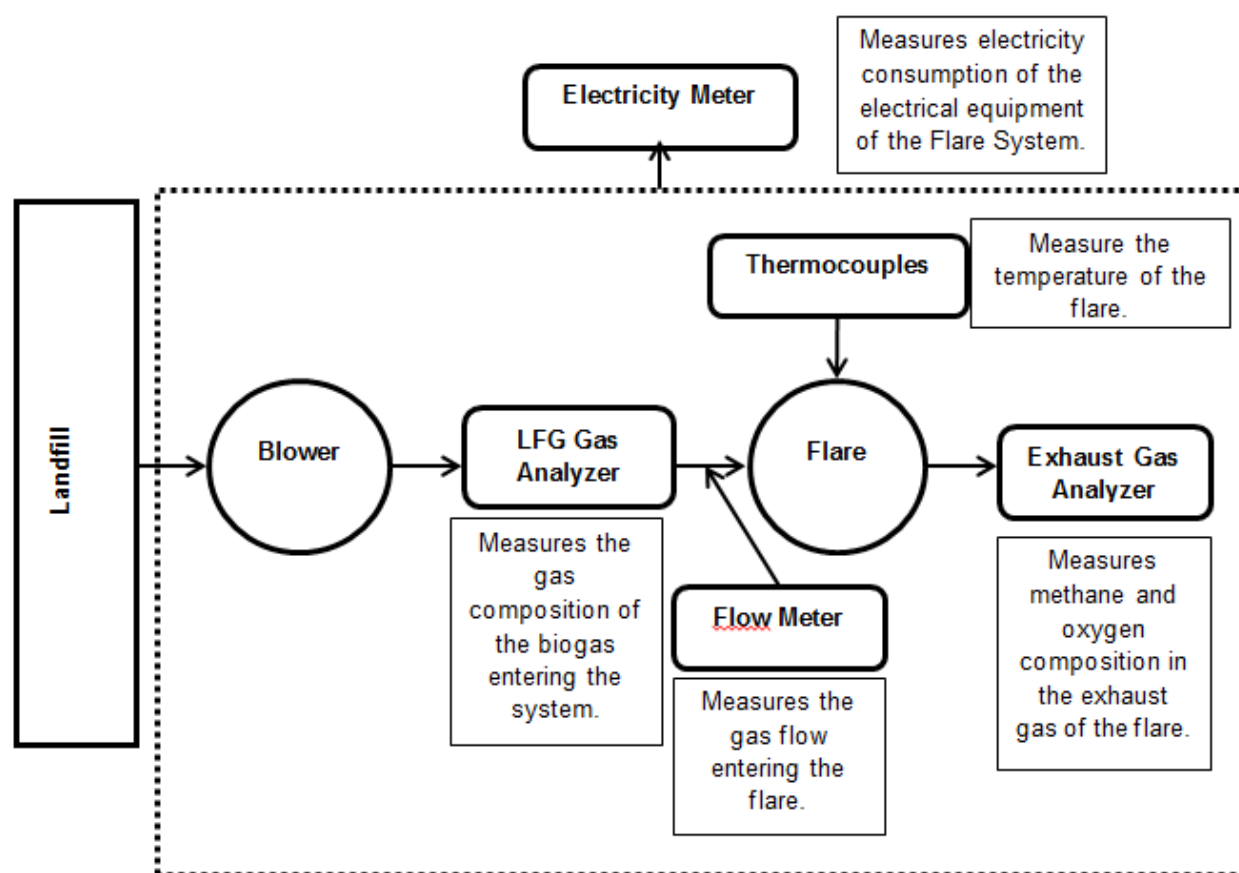 Measures electricity
consumption of the
electrical equipment
of the Flare System.
Electricity Meter
Thermocouples
Measure the
temperature of the
flare.
Landfill
Blower
LFG Gas
Analyzer
Flare
Exhaust Gas
Analyzer
Measures the
gas
composition of
the biogas
entering the
system.
Flow Meter
Measures the
gas flow
entering the
flare.
Measures
methane and
oxygen
composition in
the exhaust
gas of the flare.